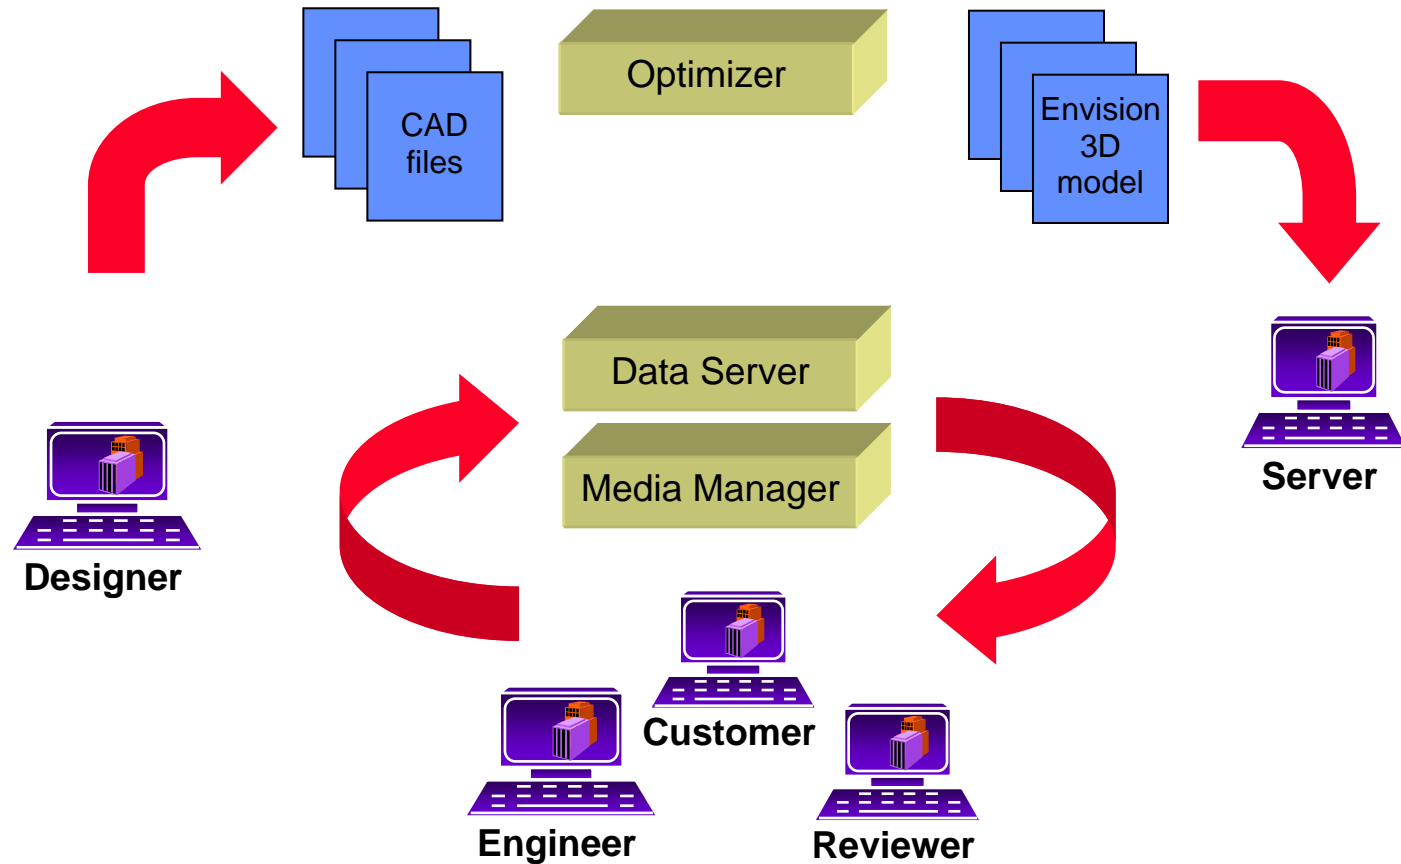 Optimizer
CAD
files
Envision
3D
model
Data Server
Media Manager
Server
Designer
Customer
Engineer
Reviewer